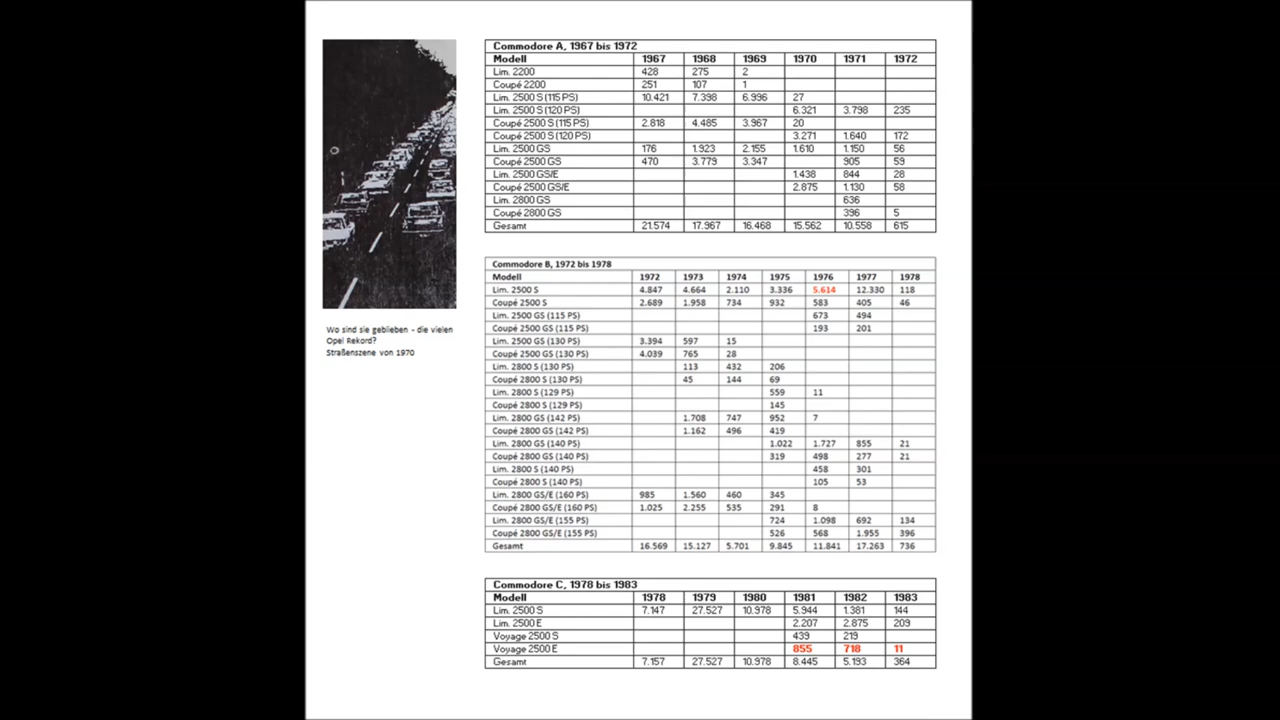 Wo sind sie geblieben - die vielen
Opel Rekord?
Straßenszene von 1970
Commodore A, 1967 bis 1972
Modell 1967 1968 1969 1970 1971 1972
Lim. 2200 428 275 2
Coupé 2200 251 107 1
Lim. 2500 S (115 PS) 10.421 7.398 6.996 27
Lim. 2500 S (120 PS) 6.321 3.798 235
Coupé 2500 S (115 PS) 2.818 4.485 3.967 20
Coupé 2500 S (120 PS) 3.271 1.640 172
Lim. 2500 GS 176 1.923 2.155 1.610 1.150 56
Coupé 2500 GS 470 3.779 3.347 905 59
Lim. 2500 GS/E 1.438 844 28
Coupé 2500 GS/E 2.875 1.130 58
Lim. 2800 GS 636
Coupé 2800 GS 396 5
Gesamt 21.574 17.967 16.468 15.562 10.558 615
Commodore B, 1972 bis 1978
Modell 1972 1973 1974 1975 1976 1977 1978
Lim. 2500 S 4.847 4.664 2.110 3.336 5.614 12.330 118
Coupé 2500 S 2.689 1.958 734 932 583 405 46
Lim. 2500 GS (115 PS) 673 494
Coupé 2500 GS (115 PS) 193 201
Lim. 2500 GS (130 PS) 3.394 597 15
Coupé 2500 GS (130 PS) 4.039 765 28
Lim. 2800 S (130 PS) 113 432 206
Coupé 2800 S (130 PS) 45 144 69
Lim. 2800 S (129 PS) 559 11
Coupé 2800 S (129 PS) 145
Lim. 2800 GS (142 PS) 1.708 747 952 7
Coupé 2800 GS (142 PS) 1.162 496 419
Lim. 2800 GS (140 PS) 1.022 1.727 855 21
Coupé 2800 GS (140 PS) 319 498 277 21
Lim. 2800 S (140 PS) 458 301
Coupé 2800 S (140 PS) 105 53
Lim. 2800 GS/E (160 PS) 985 1.560 460 345
Coupé 2800 GS/E (160 PS) 1.025 2.255 535 291 8
Lim. 2800 GS/E (155 PS) 724 1.098 692 134
Coupé 2800 GS/E (155 PS) 526 568 1.955 396
Gesamt 16.569 15.127 5.701 9.845 11.841 17.263 736
Commodore C, 1978 bis 1983
Modell 1978 1979 1980 1981 1982 1983
Lim. 2500 S 7.147 27.527 10.978 5.944 1.381 144
Lim. 2500 E 2.207 2.875 209
Voyage 2500 S 439 219
Voyage 2500 E 855 718 11
Gesamt 7.157 27.527 10.978 8.445 5.193 364